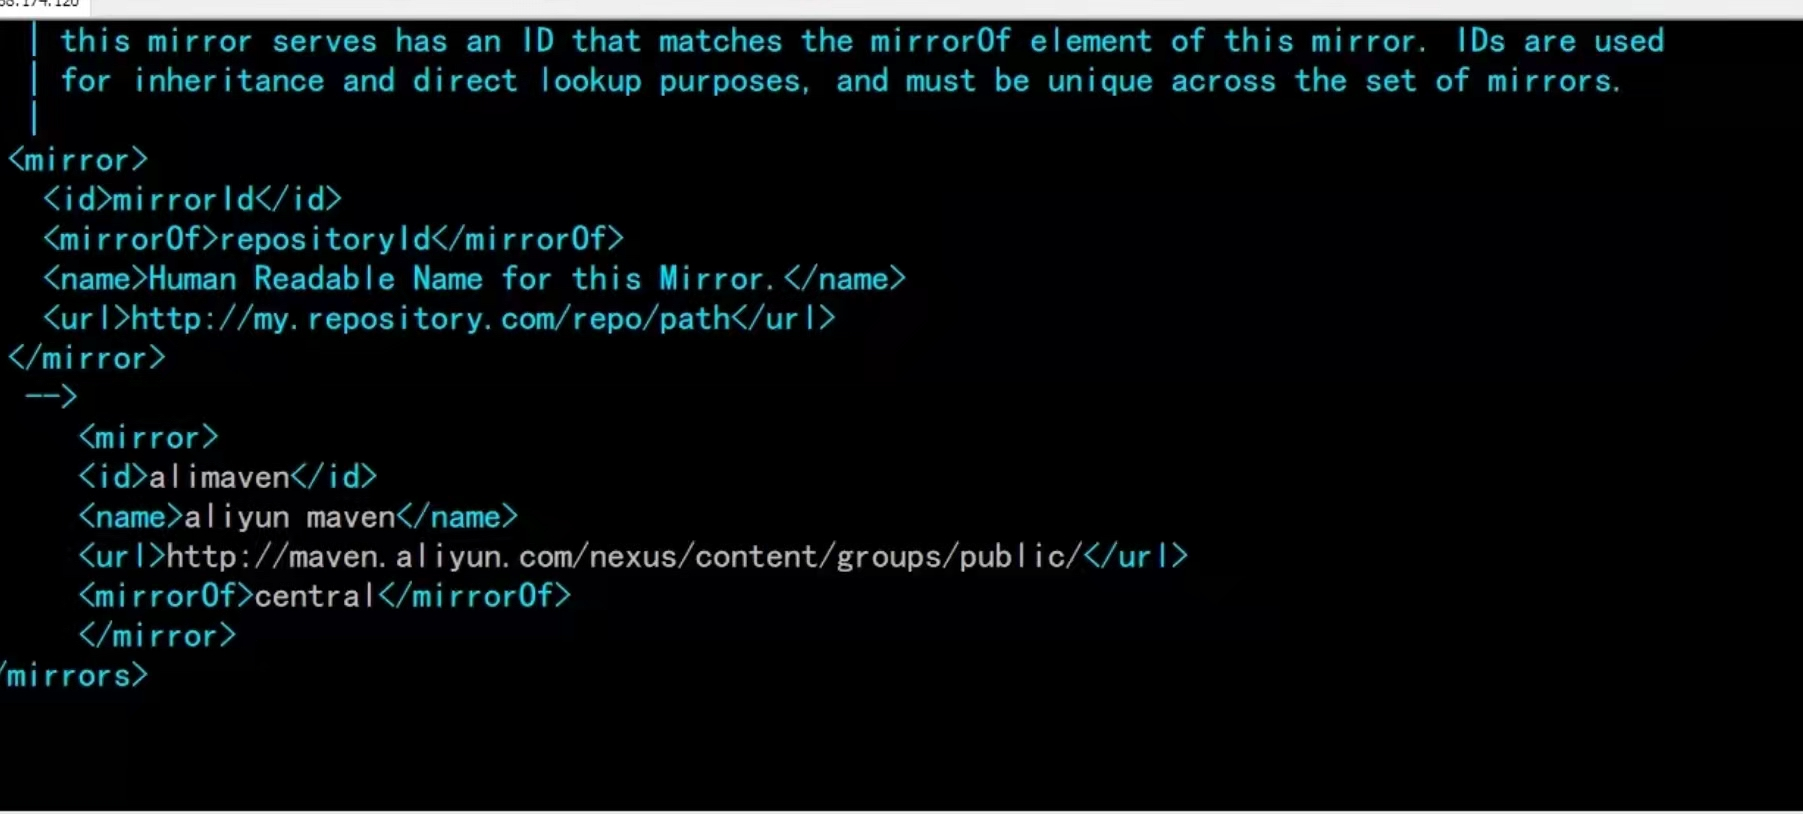 | this mirror serves has an ID that matches the mirrorOf element of this mirror. IDs are used
| for inheritance and direct lookup purposes, and must be unique across the set of mirrors.
|
<mirror>
<id>mirrorId</id>
<mirrorOf>repositoryId</mirrorOf>
<name>Human Readable Name for this Mirror.</name>
<url>http://my.repository.com/repo/path</url>
</mirror>
-->
<mirror>
<id>alimaven</id>
<name>aliyun maven</name>
<url>http://maven.aliyun.com/nexus/content/groups/public/</url>
<mirrorOf>central</mirrorOf>
</mirror>
/mirrors>